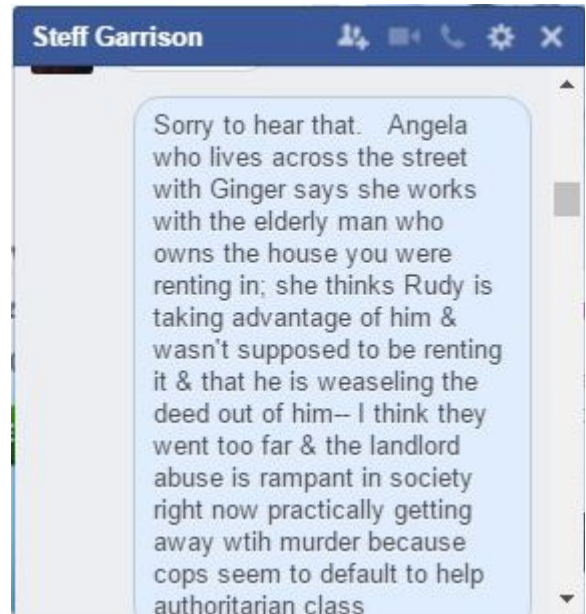 Steff Garrison
Sorry to hear that. Angela
who lives across the street
with Ginger says she works
with the elderly man who
owns the house you were
renting in; she thinks Rudy is
taking advantage of him &
wasn't supposed to be renting
it & that he is weaseling the
deed out of him-- I think they
went too far & the landlord
abuse is rampant in society
right now practically getting
away wtih murder because
cops seem to default to help
authoritarian class